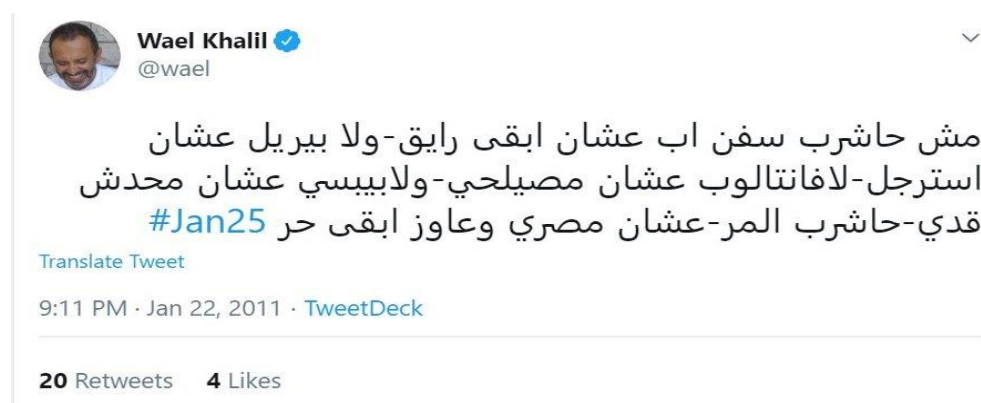 Wael Khalil
@wael
مش حاشرب سفن اب عشان ابقى رايق-ولا بيريل عشان
استرجل-لافانتالوب عشان مصيلحي-ولابيبسي عشان محدش
قدي-حاشرب المر-عشان مصري وعاوز ابقى حر #Jan25
Translate Tweet
9:11 PM · Jan 22, 2011 · TweetDeck
20 Retweets 4 Likes